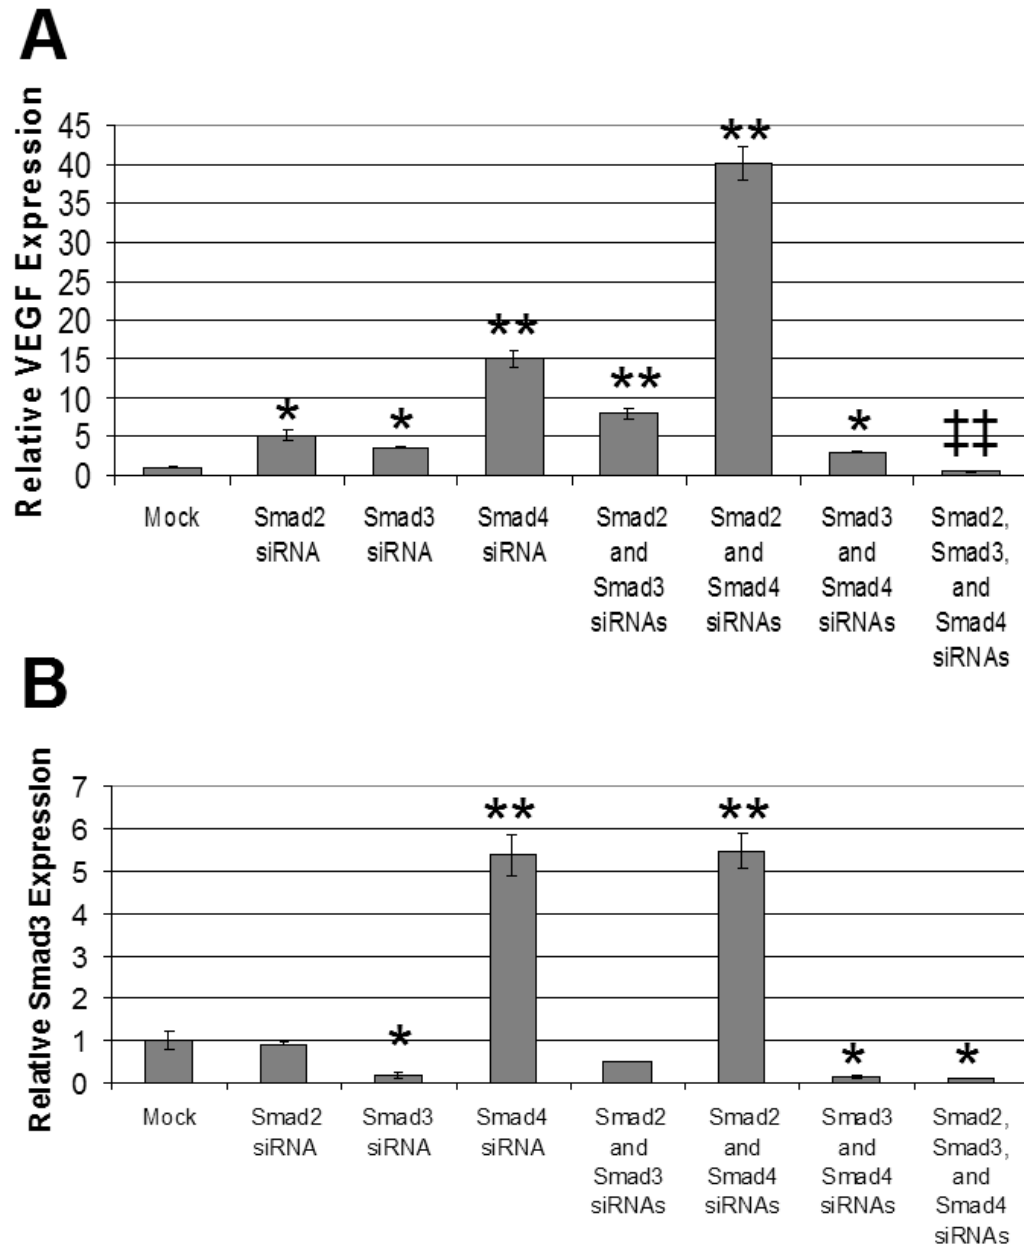 A
Relative VEGF Expression
45
40
35
30
25
20
15
10
5
0
*
*
**
**
**
*
‡‡
Mock
Smad2
siRNA
Smad3
siRNA
Smad4
siRNA
Smad2
and
Smad3
siRNAs
Smad2
and
Smad4
siRNAs
Smad3
and
Smad4
siRNAs
Smad2,
Smad3,
and
Smad4
siRNAs
B
Relative Smad3 Expression
7
6
5
4
3
2
1
0
*
**
**
*
*
Mock
Smad2
siRNA
Smad3
siRNA
Smad4
siRNA
Smad2
and
Smad3
siRNAs
Smad2
and
Smad4
siRNAs
Smad3
and
Smad4
siRNAs
Smad2,
Smad3,
and
Smad4
siRNAs